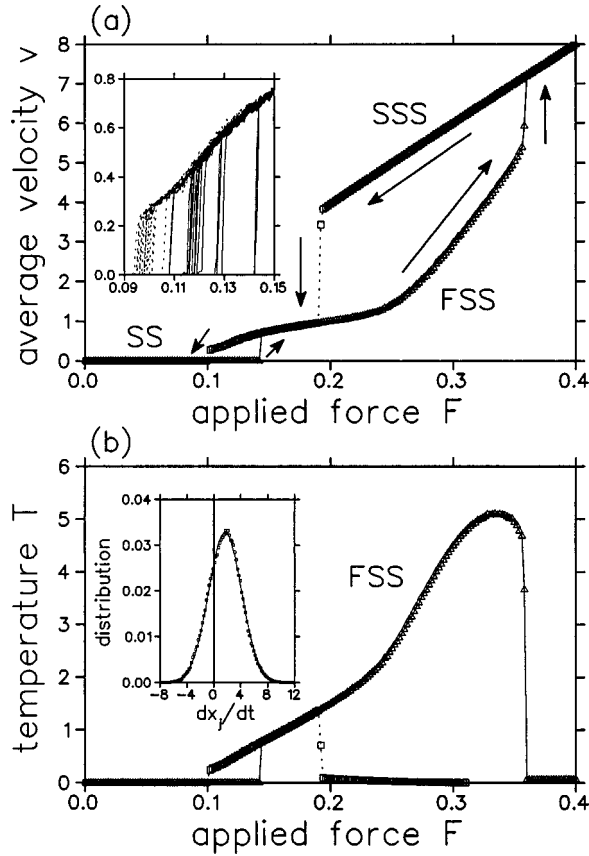 (a)
8
7
6
5
4
3
2
1
0
average velocity v
0.8
0.6
0.4
0.2
0.0
0.09 0.11 0.13 0.15
SSS
FSS
SS
0.0 0.1 0.2 0.3 0.4
applied force F
(b)
6
5
4
3
2
1
0
temperature T
0.04
0.03
0.02
0.01
0.00
distribution
-8 -4 0 4 8 12
dxj/dt
FSS
0.0 0.1 0.2 0.3 0.4
applied force F